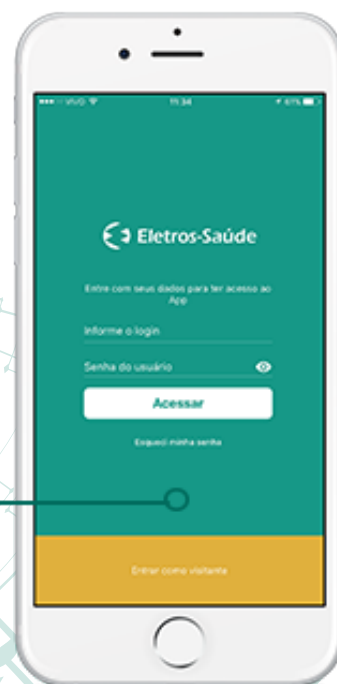 VIVO 11:34 61%
Eletros-Saúde
Entre com seus dados para ter acesso ao
App
Informe o login
Senha do usuário
Acessar
Esqueci minha senha
Entrar como visitante